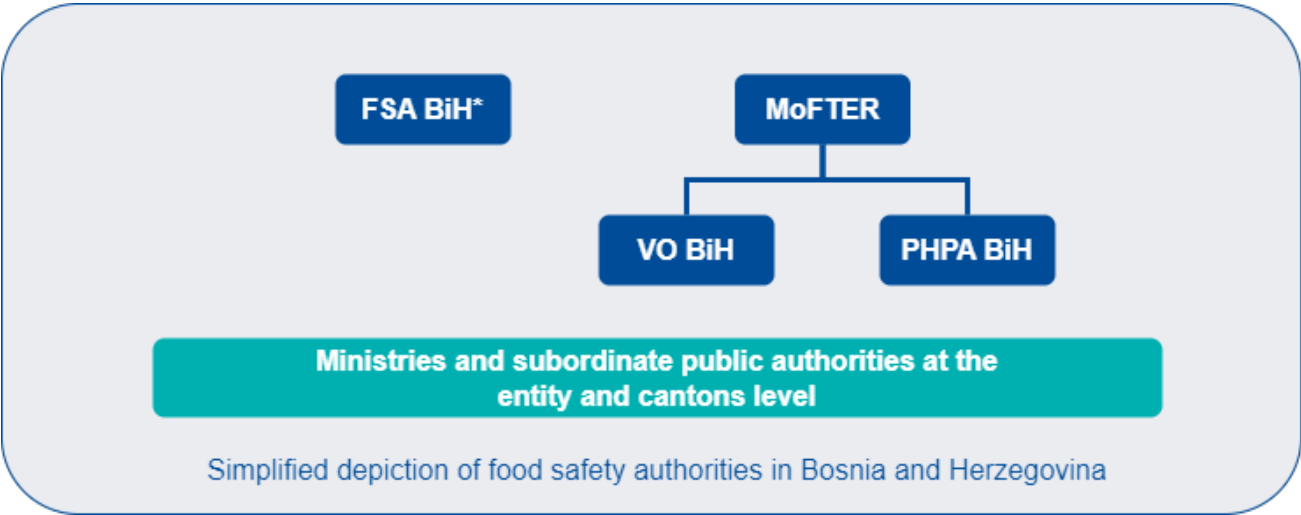 FSA BiH*
MoFTER
VO BiH
PHPA BiH
Ministries and subordinate public authorities at the
entity and cantons level
Simplified depiction of food safety authorities in Bosnia and Herzegovina